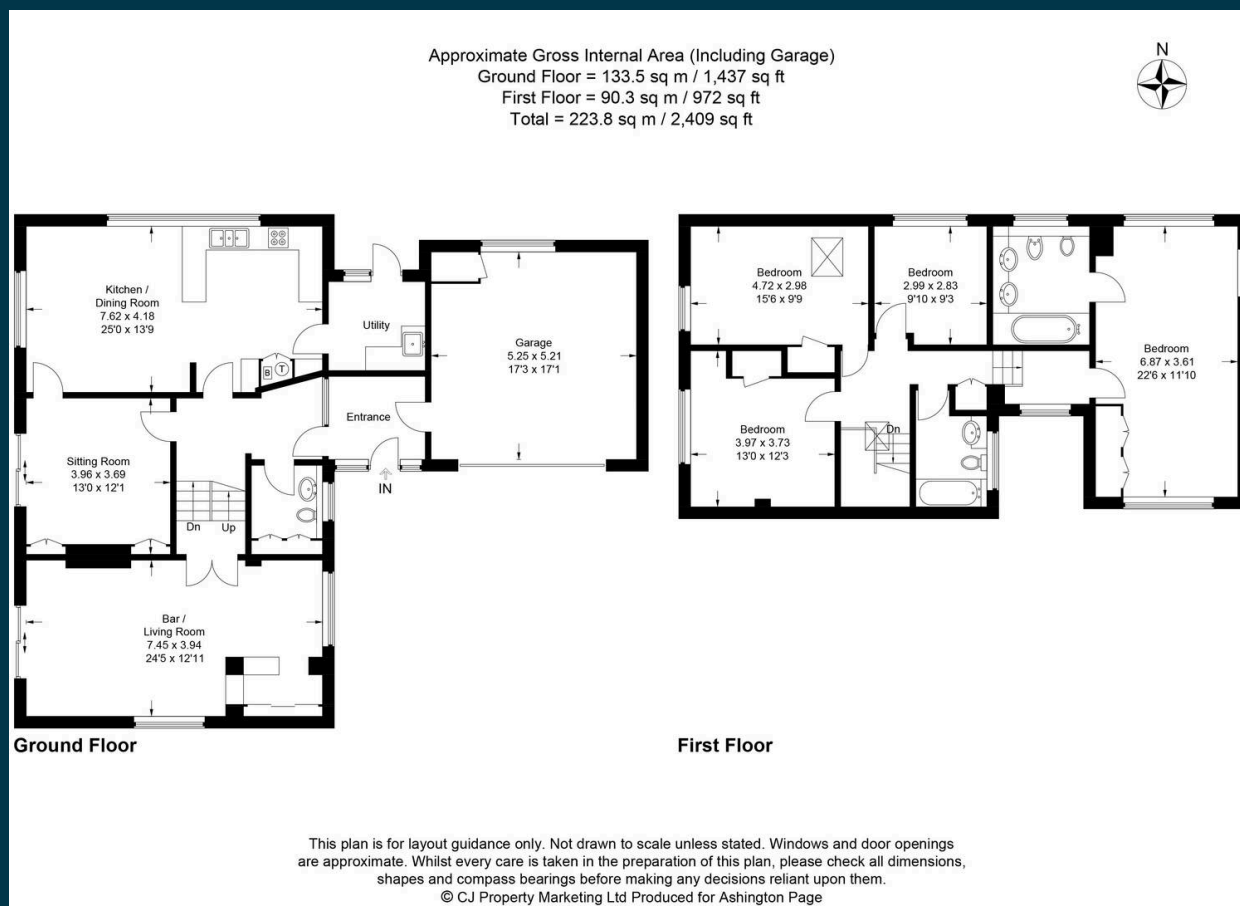 Approximate Gross Internal Area (Including Garage)
Ground Floor = 133.5 sq m / 1,437 sq ft
First Floor = 90.3 sq m / 972 sq ft
Total = 223.8 sq m / 2,409 sq ft
N
Kitchen /
Dining Room
7.62 x 4.18
25'0 x 13'9
B
T
Utility
Garage
5.25 x 5.21
17'3 x 17'1
Entrance
IN
Sitting Room
3.96 x 3.69
13'0 x 12'1
Dn
Up
Bar /
Living Room
7.45 x 3.94
24'5 x 12'11
Ground Floor
Bedroom
4.72 x 2.98
15'6 x 9'9
Bedroom
2.99 x 2.83
9'10 x 9'3
Bedroom
6.87 x 3.61
22'6 x 11'10
Bedroom
3.97 x 3.73
13'0 x 12'3
Dn
First Floor
This plan is for layout guidance only. Not drawn to scale unless stated. Windows and door openings
are approximate. Whilst every care is taken in the preparation of this plan, please check all dimensions,
shapes and compass bearings before making any decisions reliant upon them.
© CJ Property Marketing Ltd Produced for Ashington Page